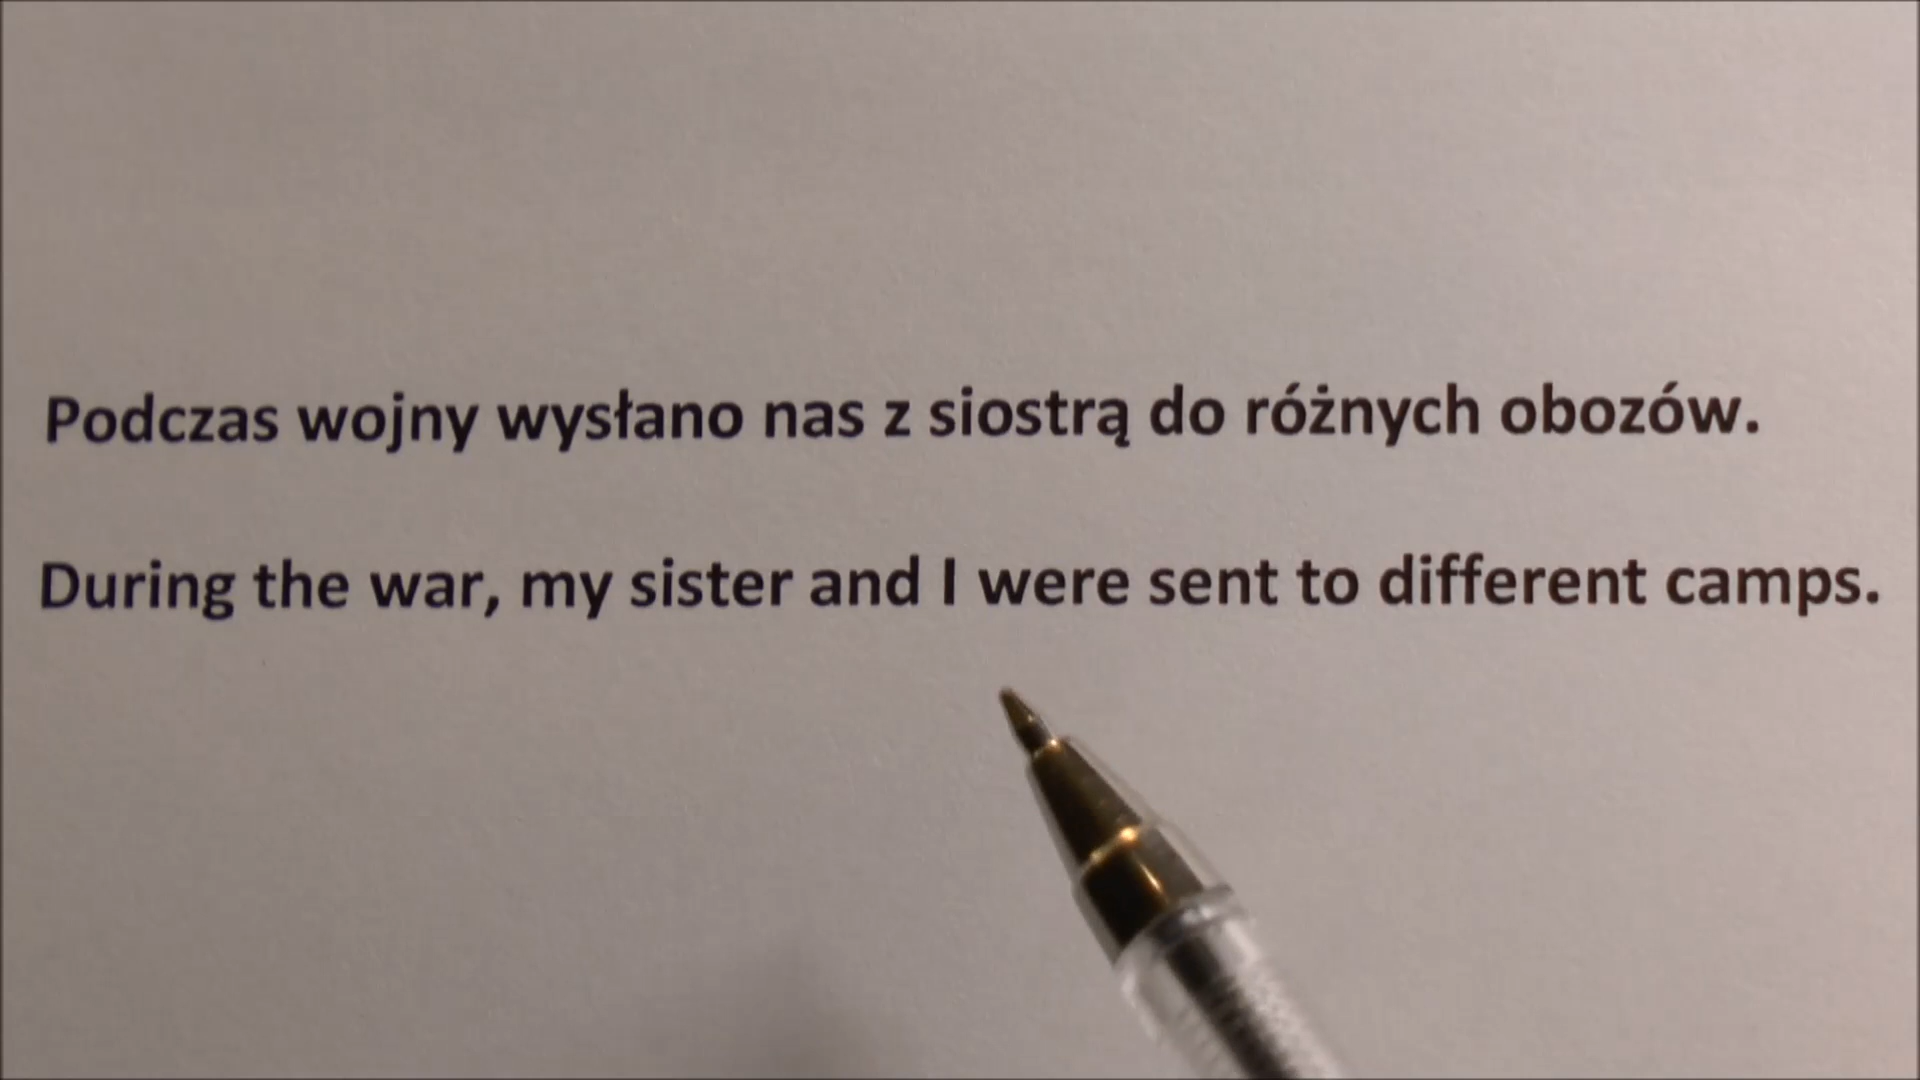 Podczas wojny wysłano nas z siostrą do różnych obozów.
During the war, my sister and I were sent to different camps.